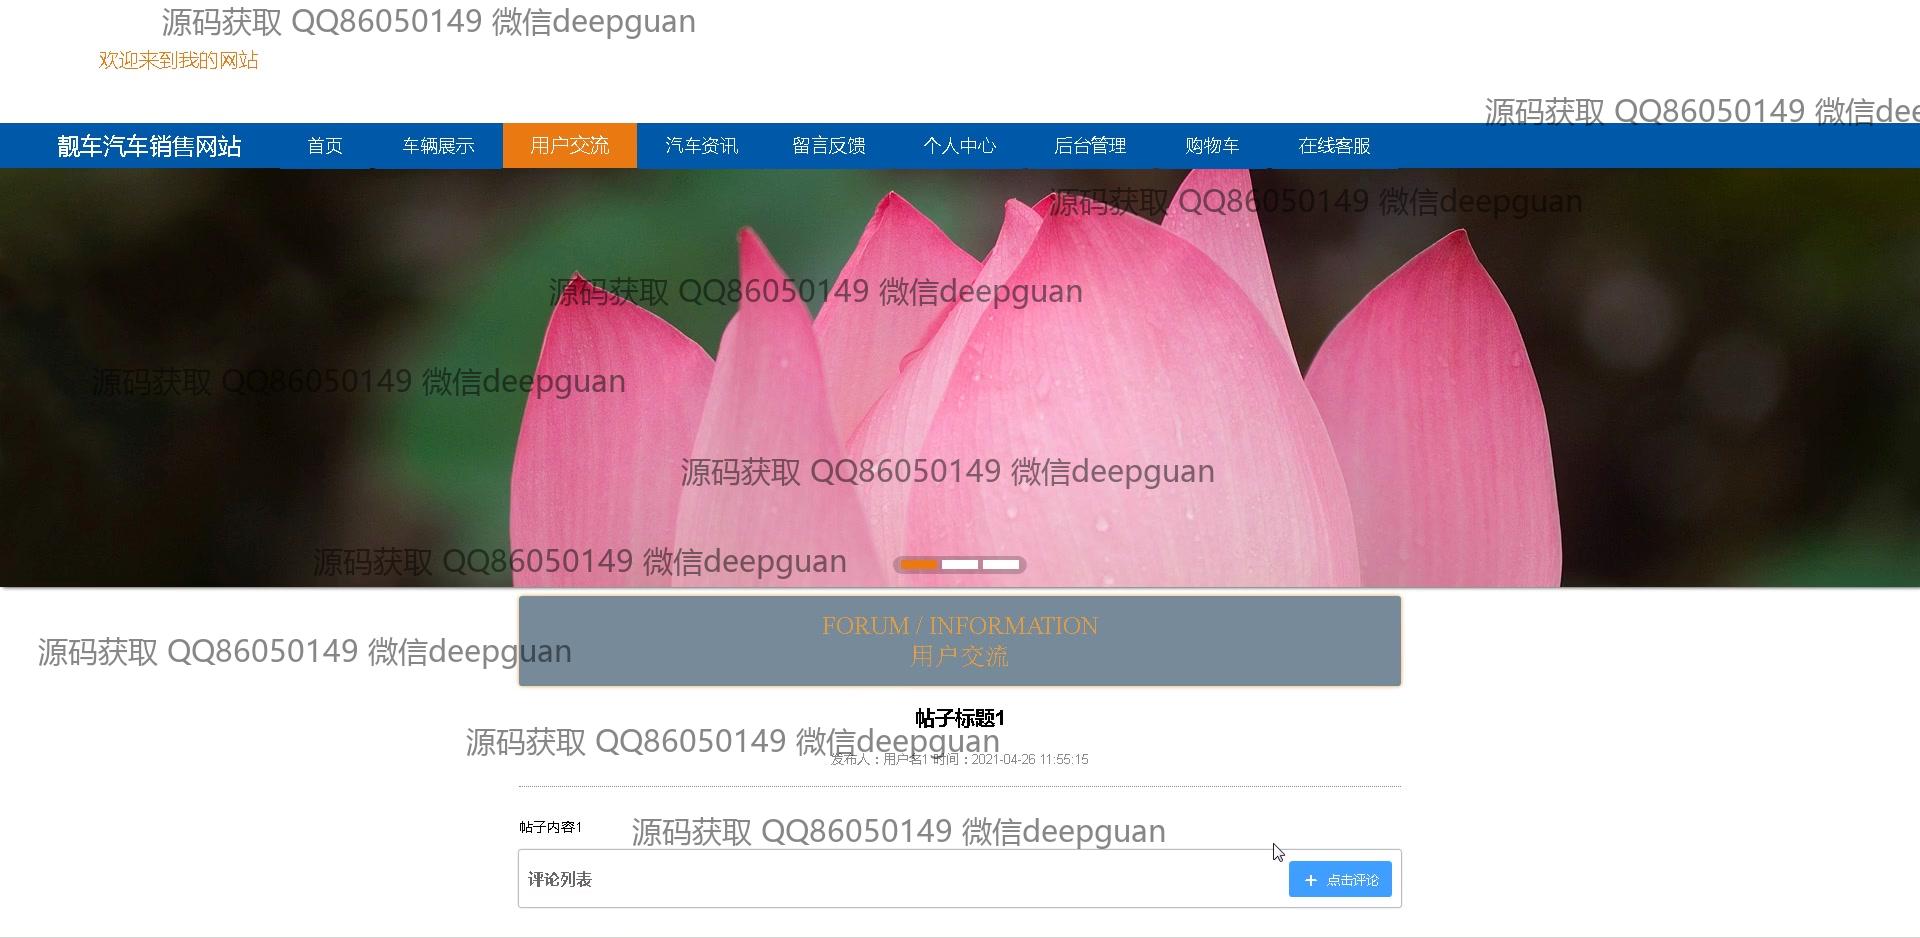 源码获取 QQ86050149 微信deepguan
欢迎来到我的网站
源码获取 QQ86050149 微信dee
靓车汽车销售网站 首页 车辆展示 用户交流 汽车资讯 留言反馈 个人中心 后台管理 购物车 在线客服
源码获取 QQ86050149 微信deepguan
源码获取 QQ86050149 微信deepguan
源码获取 QQ86050149 微信deepguan
源码获取 QQ86050149 微信deepguan
源码获取 QQ86050149 微信deepguan
FORUM / INFORMATION
源码获取 QQ86050149 微信deepguan
用户交流
帖子标题1
源码获取 QQ86050149 微信deepguan
发布人：用户名1 时间：2021-04-26 11:55:15
帖子内容1
源码获取 QQ86050149 微信deepguan
评论列表
+ 点击评论